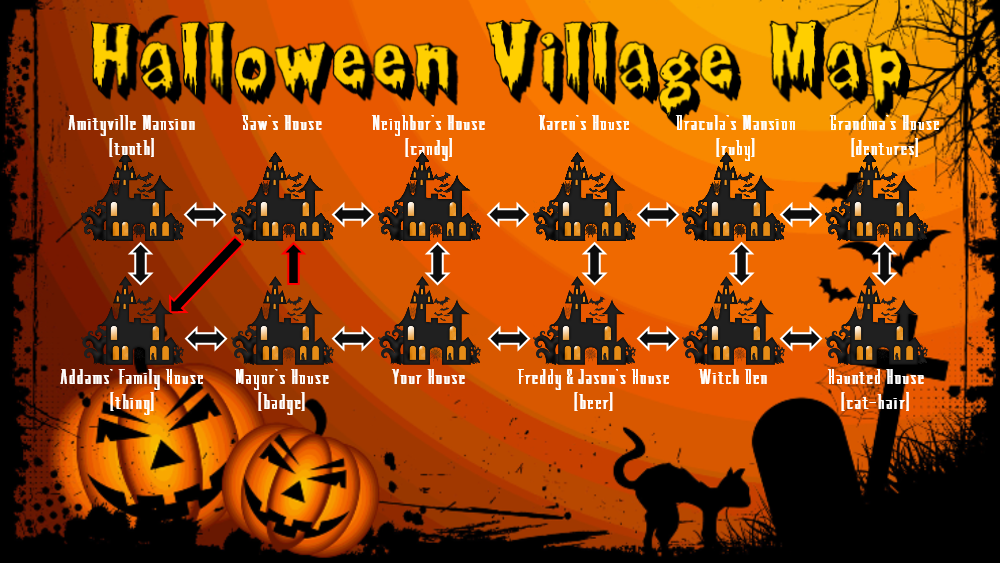 Halloween Village Map
Amityville Mansion
[tooth]
Saw's House
Neighbor's House
[candy]
Karen's House
Dracula's Mansion
[ruby]
Grandma's House
[dentures]
Addams' Family House
[thing]
Mayor's House
[badge]
Your House
Freddy & Jason's House
[beer]
Witch Den
Haunted House
[cat-hair]